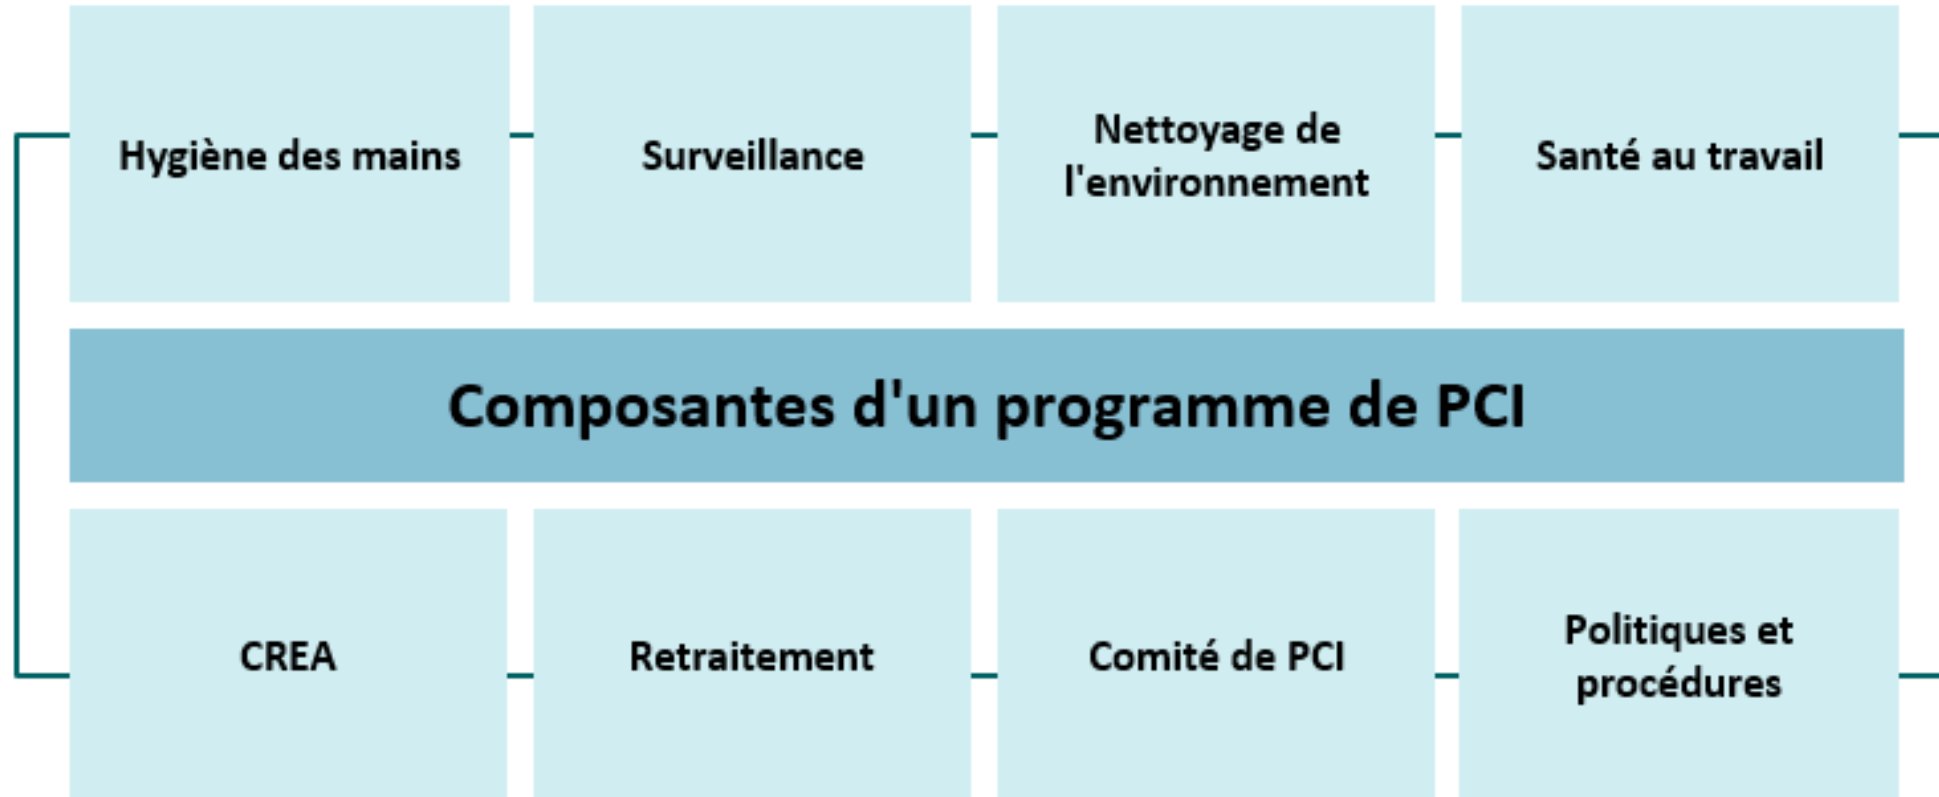 Hygiène des mains
Surveillance
Nettoyage de
l'environnement
Santé au travail
Composantes d'un programme de PCI
CREA
Retraitement
Comité de PCI
Politiques et
procédures